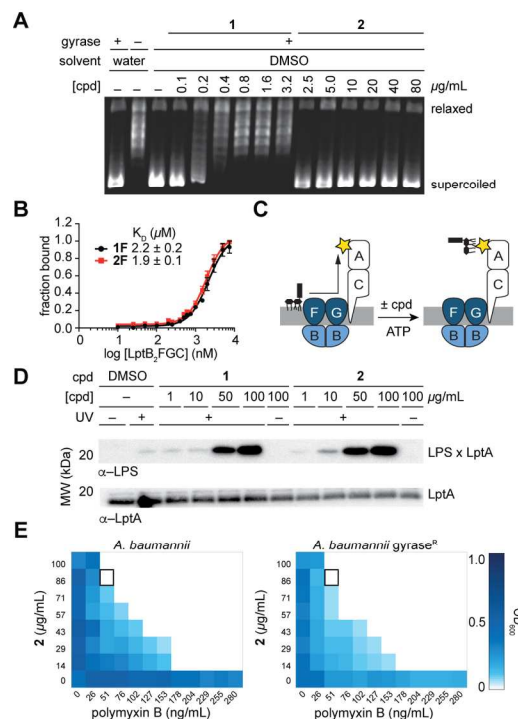 A
1
2
gyrase + – +
solvent water DMSO
[cpd] – – – 0.1 0.2 0.4 0.8 1.6 3.2 – 2.5 5.0 10 20 40 80 µg/mL
relaxed
supercoiled
B
K_D (µM)
1F 2.2 ± 0.2
2F 1.9 ± 0.1
fraction bound
1.2
1.0
0.8
0.6
0.4
0.2
0.0
0 1 2 3 4
log [LptB₂FGC] (nM)
C
A
C
F G
B B
± cpd
ATP
A
C
F G
B B
D
cpd DMSO 1 2
[cpd] – 1 10 50 100 100 1 10 50 100 100 µg/mL
UV – + + – + –
MW (kDa)
20 LPS x LptA
α–LPS
20 LptA
α–LptA
E
A. baumannii
A. baumannii gyraseᴿ
2 (µg/mL)
100
86
71
57
43
29
14
0
0 26 51 76 102 127 153 178 204 229 255 280
polymyxin B (ng/mL)
2 (µg/mL)
100
86
71
57
43
29
14
0
0 26 51 76 102 127 153 178 204 229 255 280
polymyxin B (ng/mL)
1.0
0.5
0
OD₆₀₀